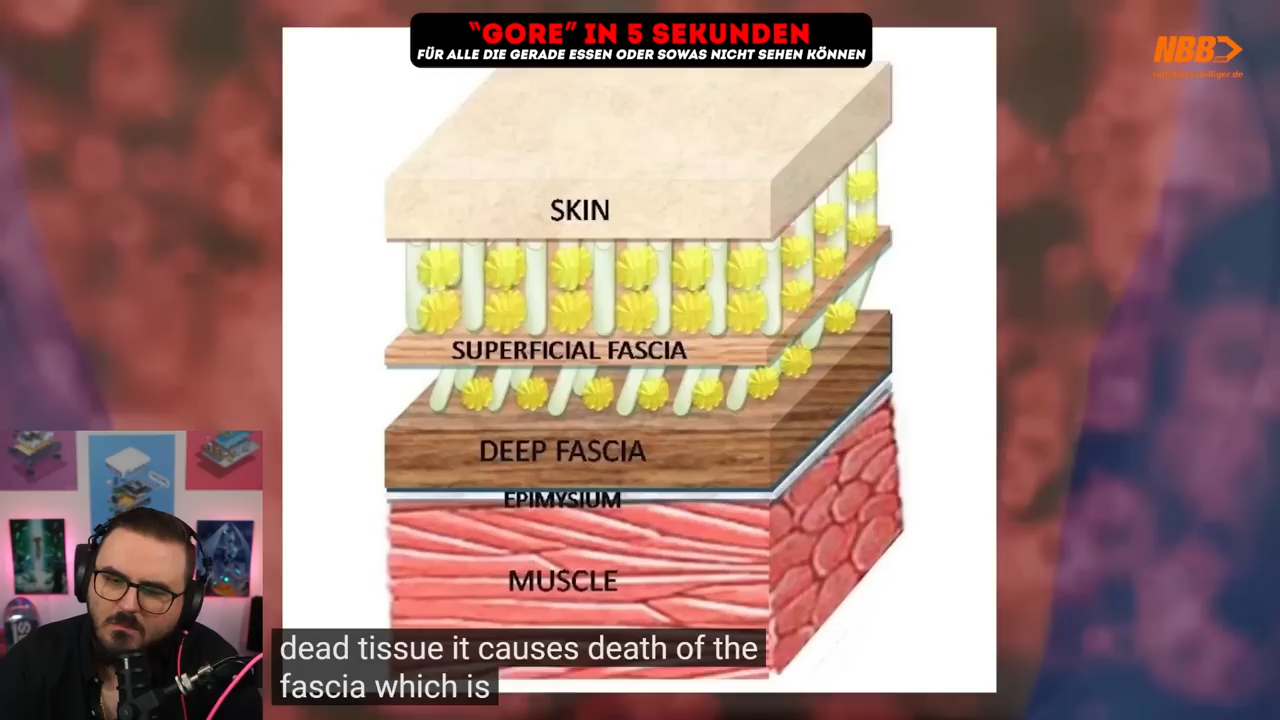 “GORE” IN 5 SEKUNDEN
FÜR ALLE DIE GERADE ESSEN ODER SOWAS NICHT SEHEN KÖNNEN
NBB
SKIN
SUPERFICIAL FASCIA
DEEP FASCIA
EPIMYSIUM
MUSCLE
dead tissue it causes death of the
fascia which is